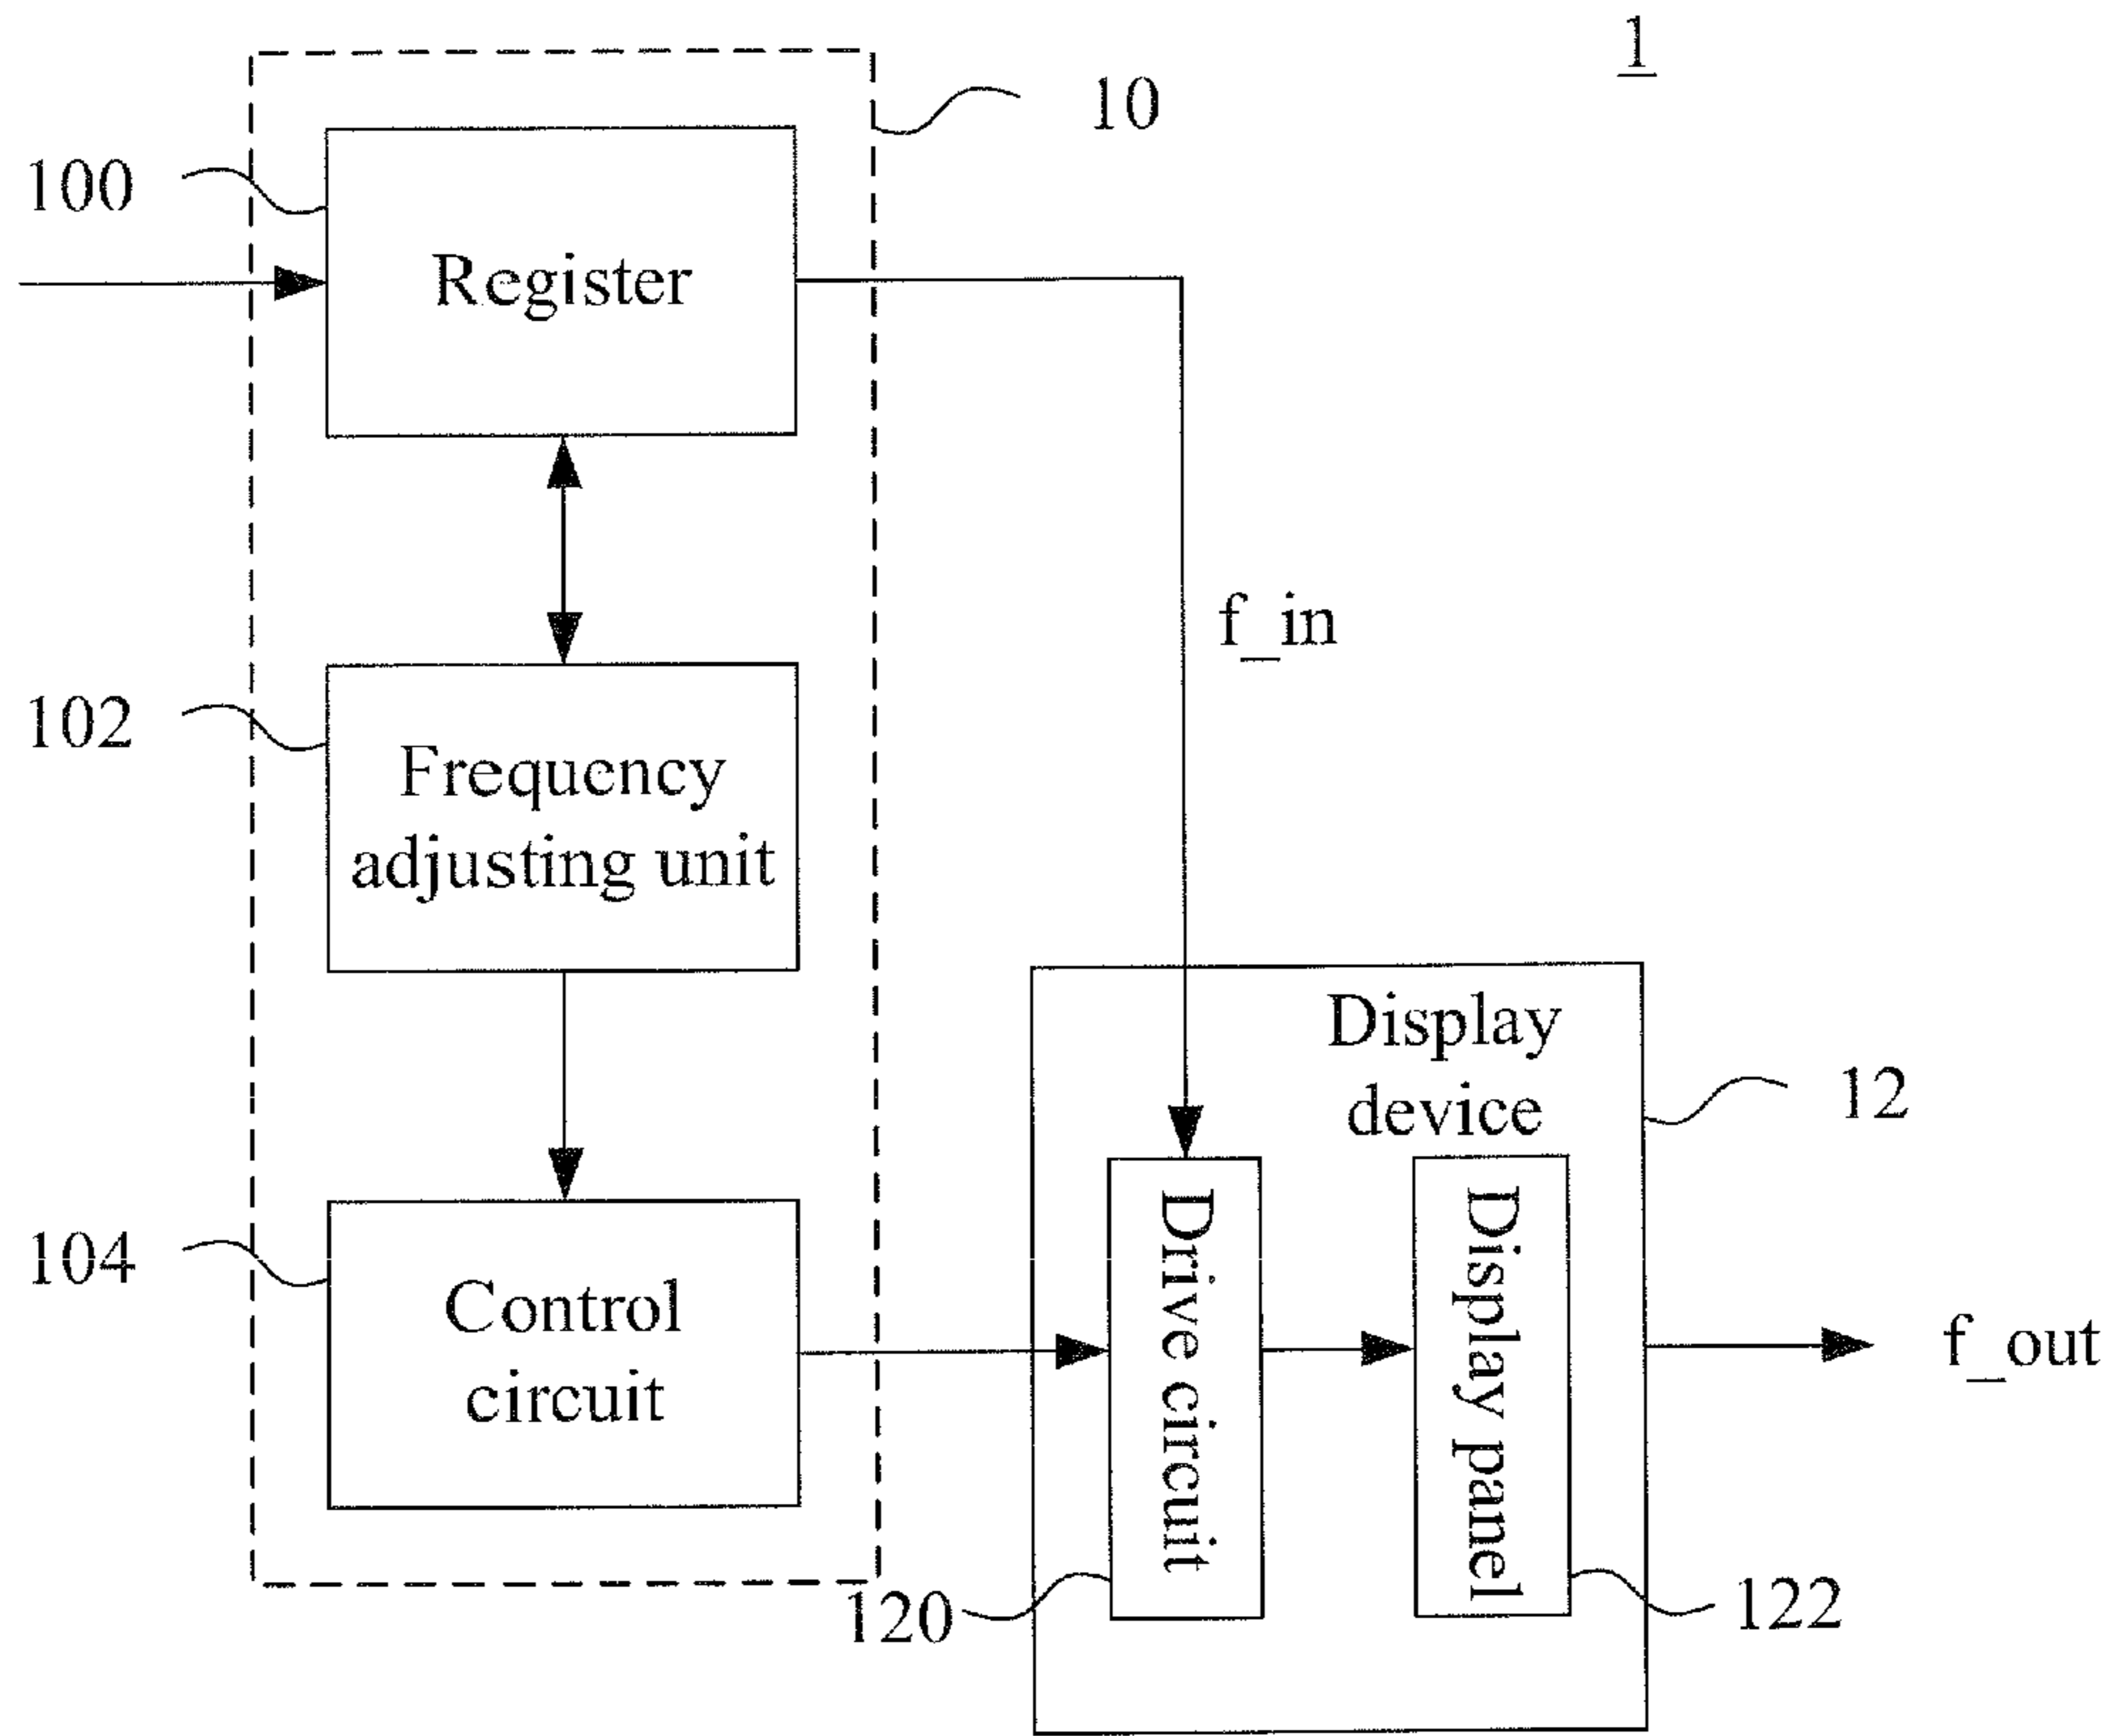 1
10
100
Register
f_in
102
Frequency
adjusting unit
Display
device
12
104
Control
circuit
Drive circuit
Display panel
f_out
120
122